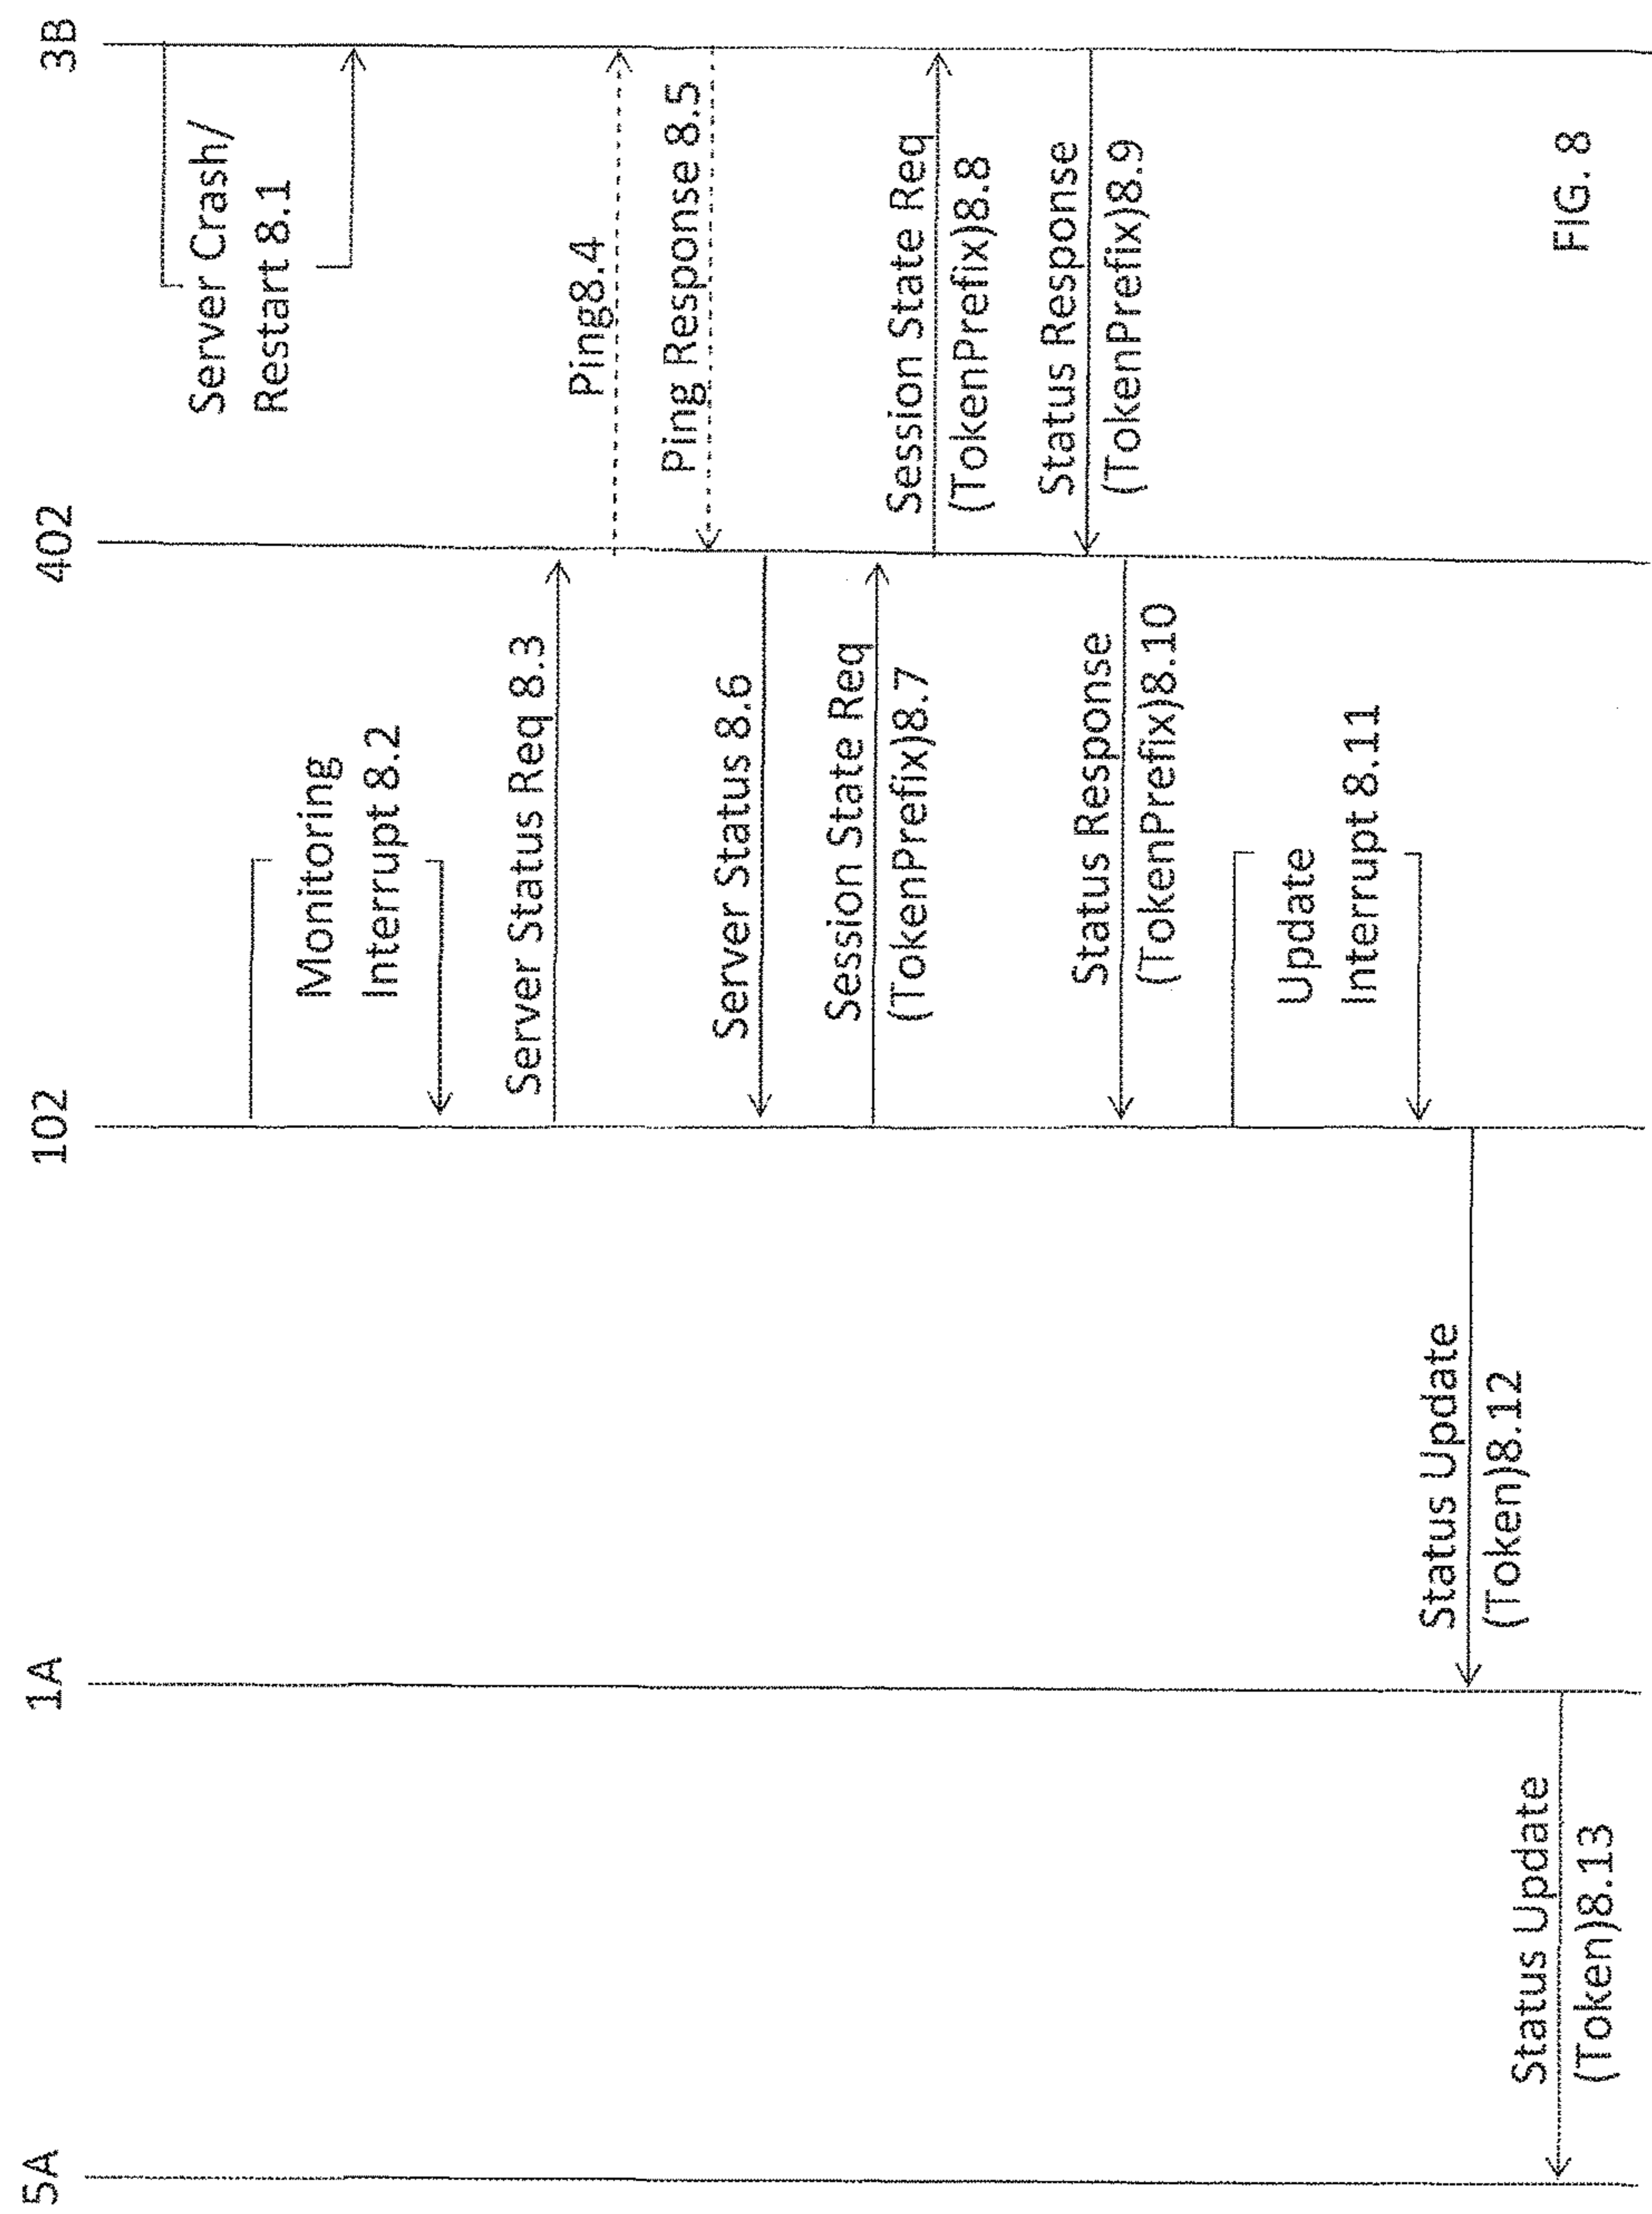 5A
1A
102
402
3B
Server Crash/
Restart 8.1
Monitoring
Interrupt 8.2
Server Status Req 8.3
Ping8.4
Ping Response 8.5
Server Status 8.6
Session State Req
(TokenPrefix)8.7
Session State Req
(TokenPrefix)8.8
Status Response
(TokenPrefix)8.9
Status Response
(TokenPrefix)8.10
Update
Interrupt 8.11
Status Update
(Token)8.12
Status Update
(Token)8.13
FIG. 8